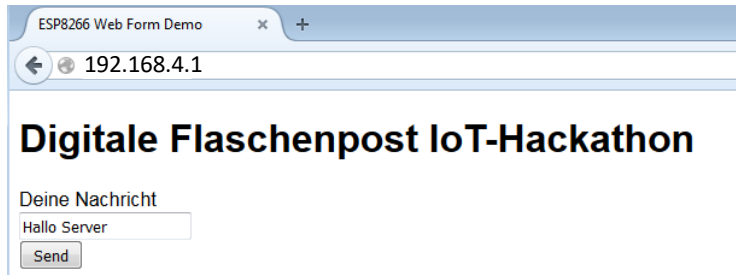 ESP8266 Web Form Demo
192.168.4.1
Digitale Flaschenpost IoT-Hackathon
Deine Nachricht
Hallo Server
Send